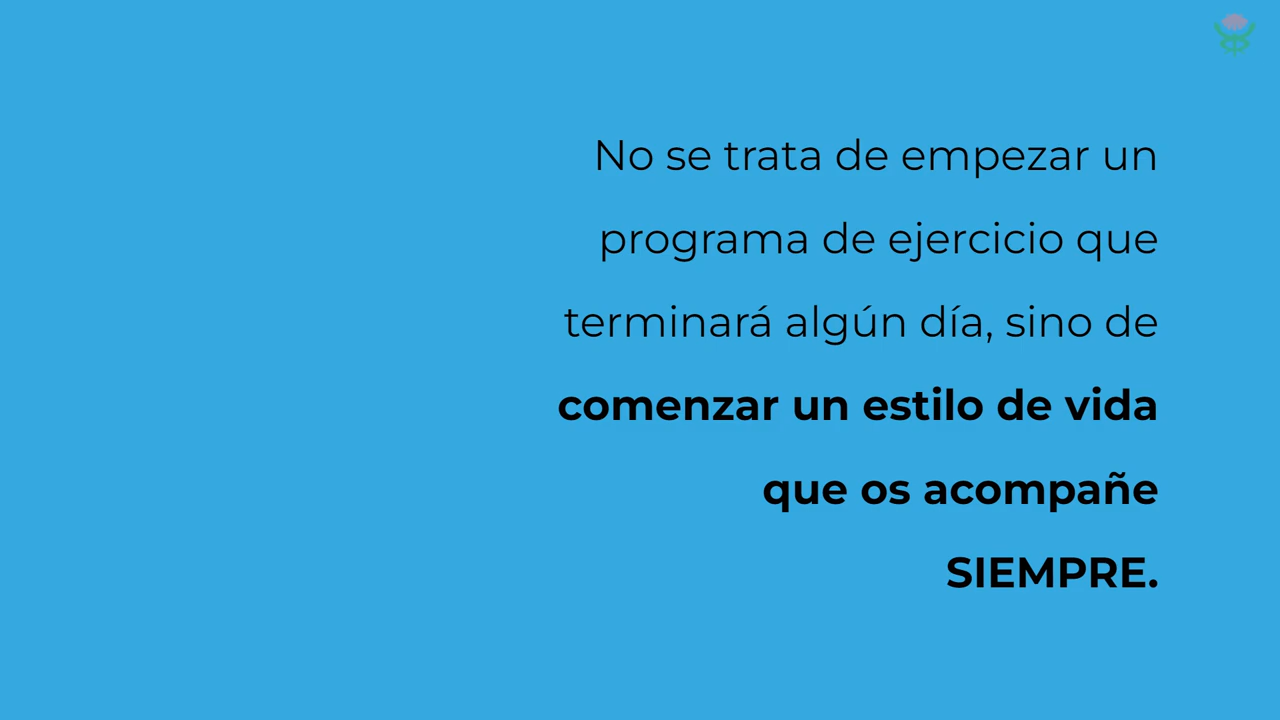 No se trata de empezar un
programa de ejercicio que
terminará algún día, sino de
comenzar un estilo de vida
que os acompañe
SIEMPRE.